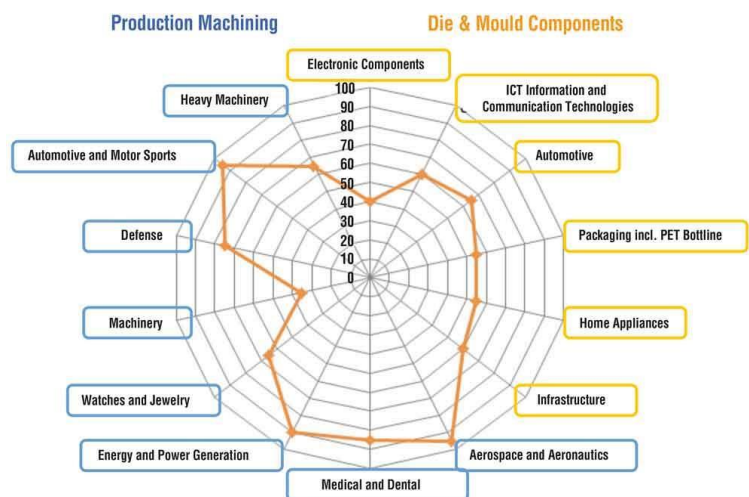 Production Machining
Die & Mould Components
Electronic Components
Heavy Machinery
ICT Information and
Communication Technologies
Automotive and Motor Sports
Automotive
Defense
Packaging incl. PET Bottline
Machinery
Home Appliances
Watches and Jewelry
Infrastructure
Energy and Power Generation
Aerospace and Aeronautics
Medical and Dental
100
90
80
70
60
50
40
30
20
10
0